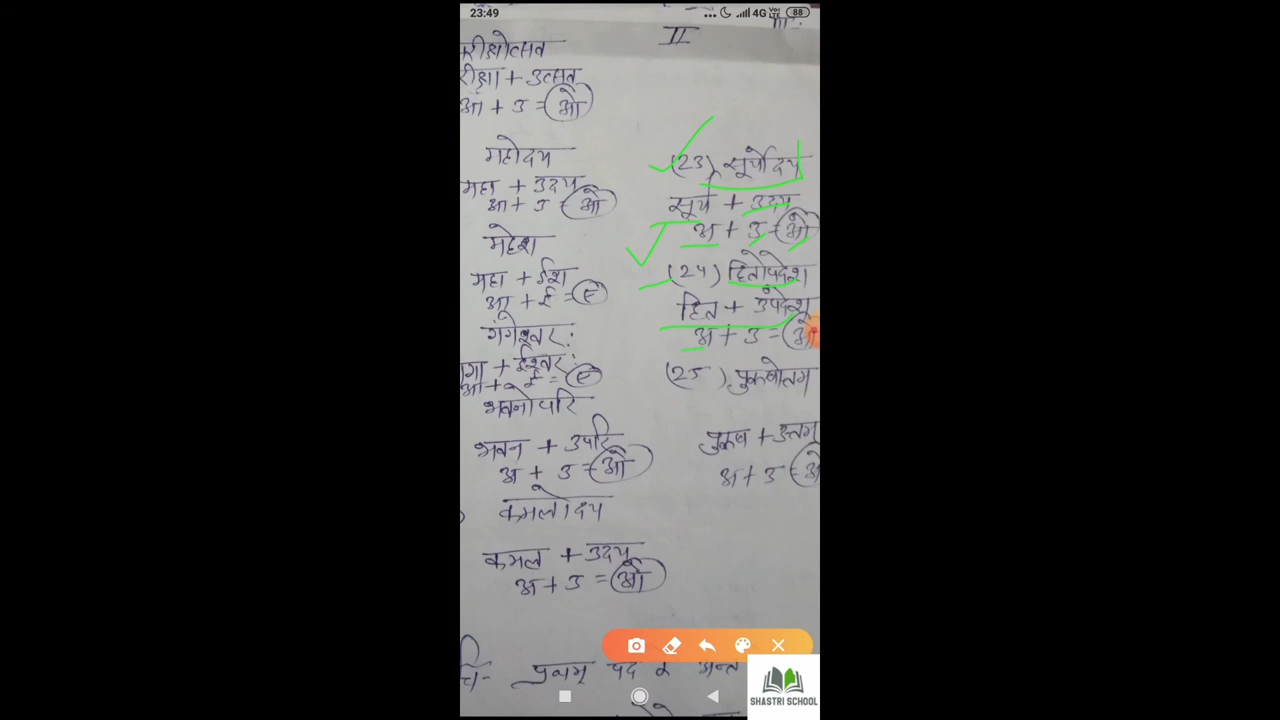 23:49
4G
88
II
रीक्षोत्सव
रीक्षा + उत्सव
आ + उ = ओ
महोदय
महा + उदय
आ + उ = ओ
महेश
महा + ईश
आ + ई = ए
गंगेश्वर:
गा + ईश्वर:
आ + ई = ए
भवनोपरि
भवन + उपरि
अ + उ = ओ
कमलोदय
कमल + उदय
अ + उ = ओ
(23) सूर्योदय
सूर्य + उदय
अ + उ = ओ
(24) हितोपदेश
हित + उपदेश
अ + उ = ओ
(25) पुरुषोतम
पुरुष + उत्तम
अ + उ = ओ
प्रथम पद के अन्त
SHASTRI SCHOOL